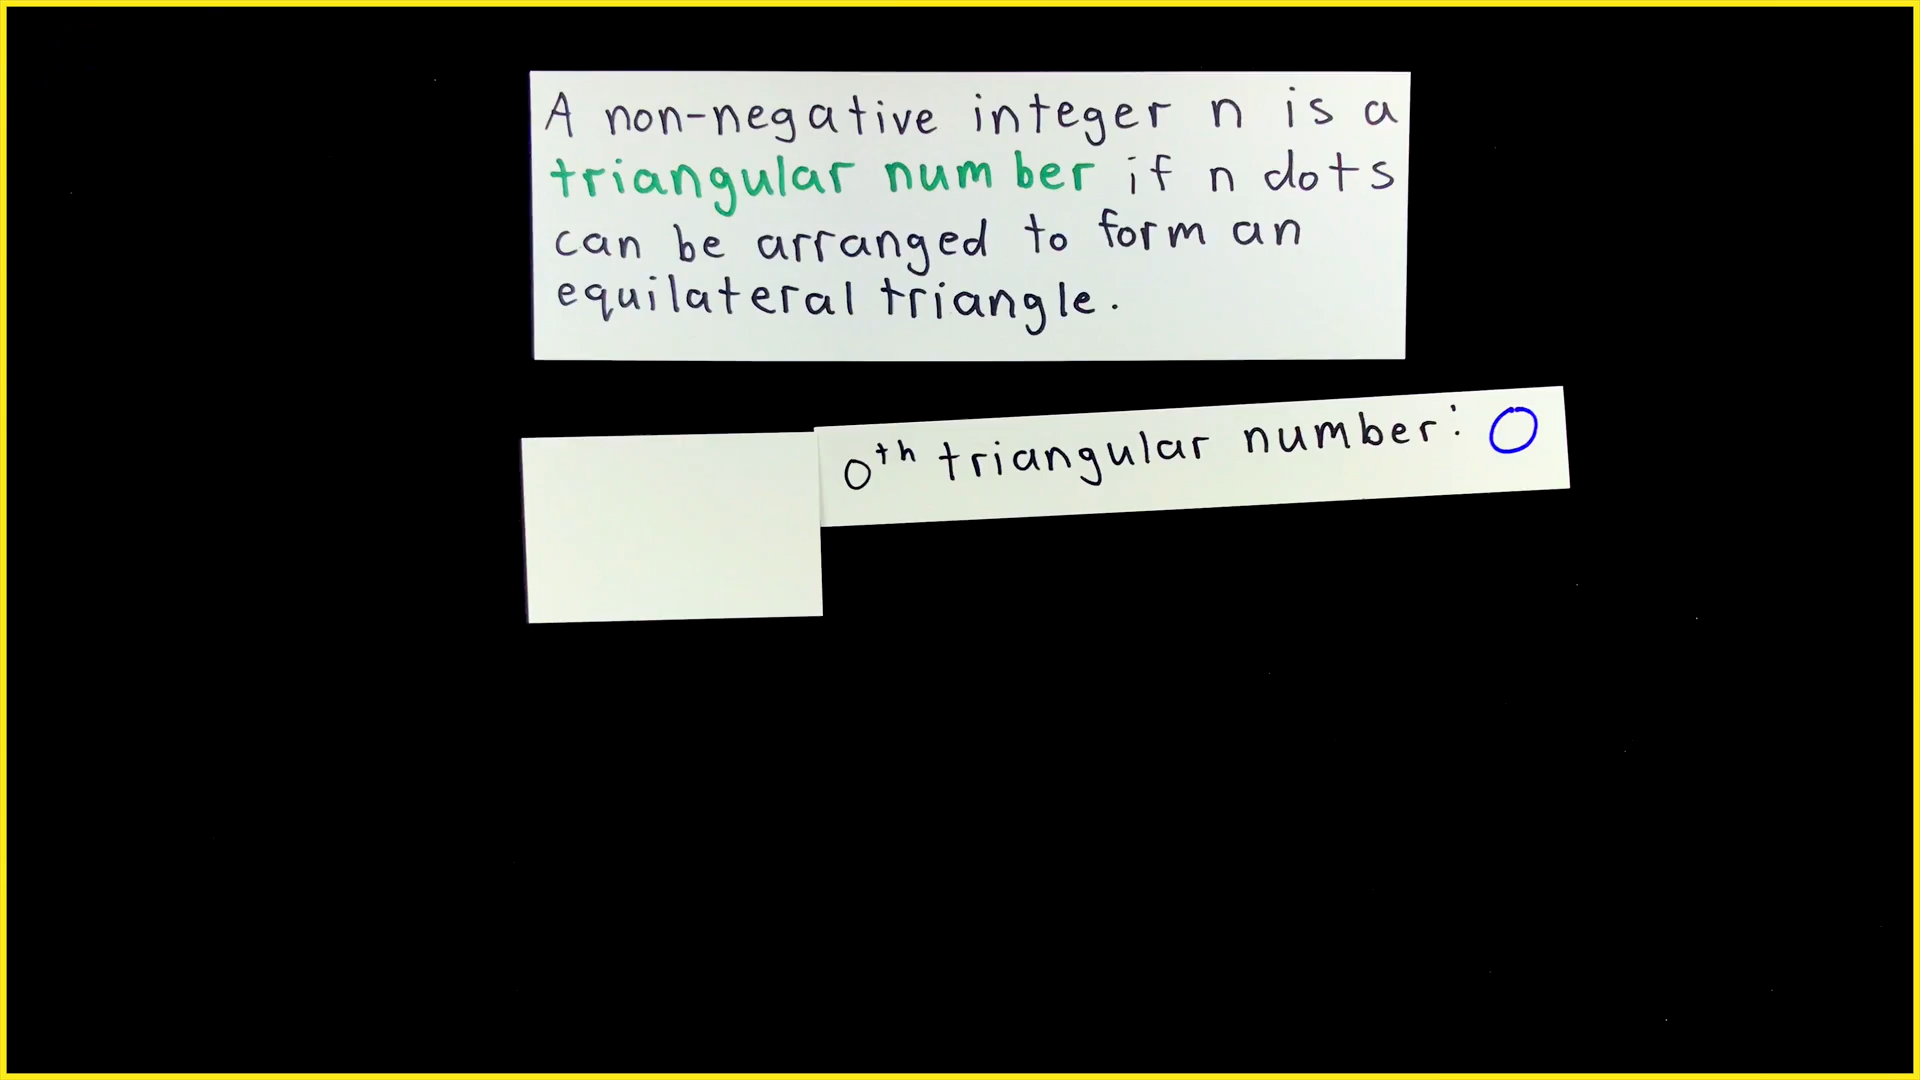 A non-negative integer n is a
triangular number if n dots
can be arranged to form an
equilateral triangle.
0th triangular number: 0